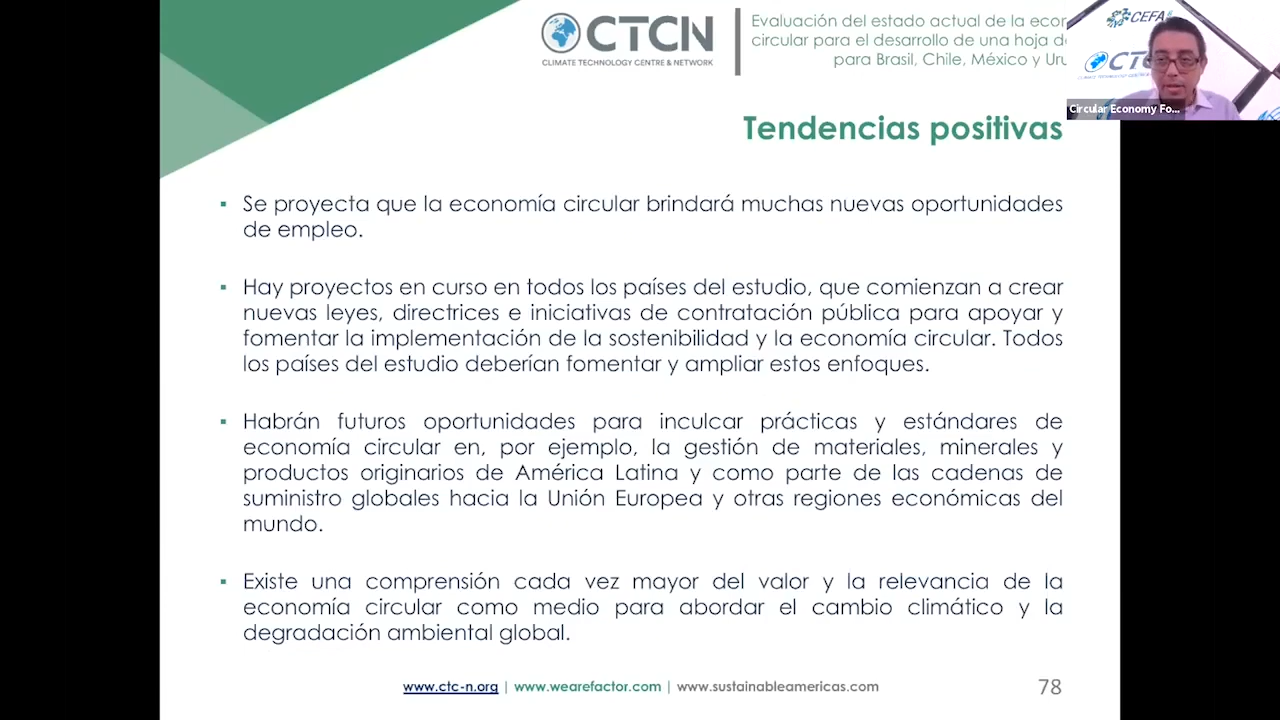 CTCN
CLIMATE TECHNOLOGY CENTRE & NETWORK
Evaluación del estado actual de la
circular para el desarrollo de una hoja
para Brasil, Chile, México y
CEFA
Circular Economy Fo...
Tendencias positivas
▪ Se proyecta que la economía circular brindará muchas nuevas oportunidades
de empleo.
▪ Hay proyectos en curso en todos los países del estudio, que comienzan a crear
nuevas leyes, directrices e iniciativas de contratación pública para apoyar y
fomentar la implementación de la sostenibilidad y la economía circular. Todos
los países del estudio deberían fomentar y ampliar estos enfoques.
▪ Habrán futuros oportunidades para inculcar prácticas y estándares de
economía circular en, por ejemplo, la gestión de materiales, minerales y
productos originarios de América Latina y como parte de las cadenas de
suministro globales hacia la Unión Europea y otras regiones económicas del
mundo.
▪ Existe una comprensión cada vez mayor del valor y la relevancia de la
economía circular como medio para abordar el cambio climático y la
degradación ambiental global.
www.ctc-n.org | www.wearefactor.com | www.sustainableamericas.com
78